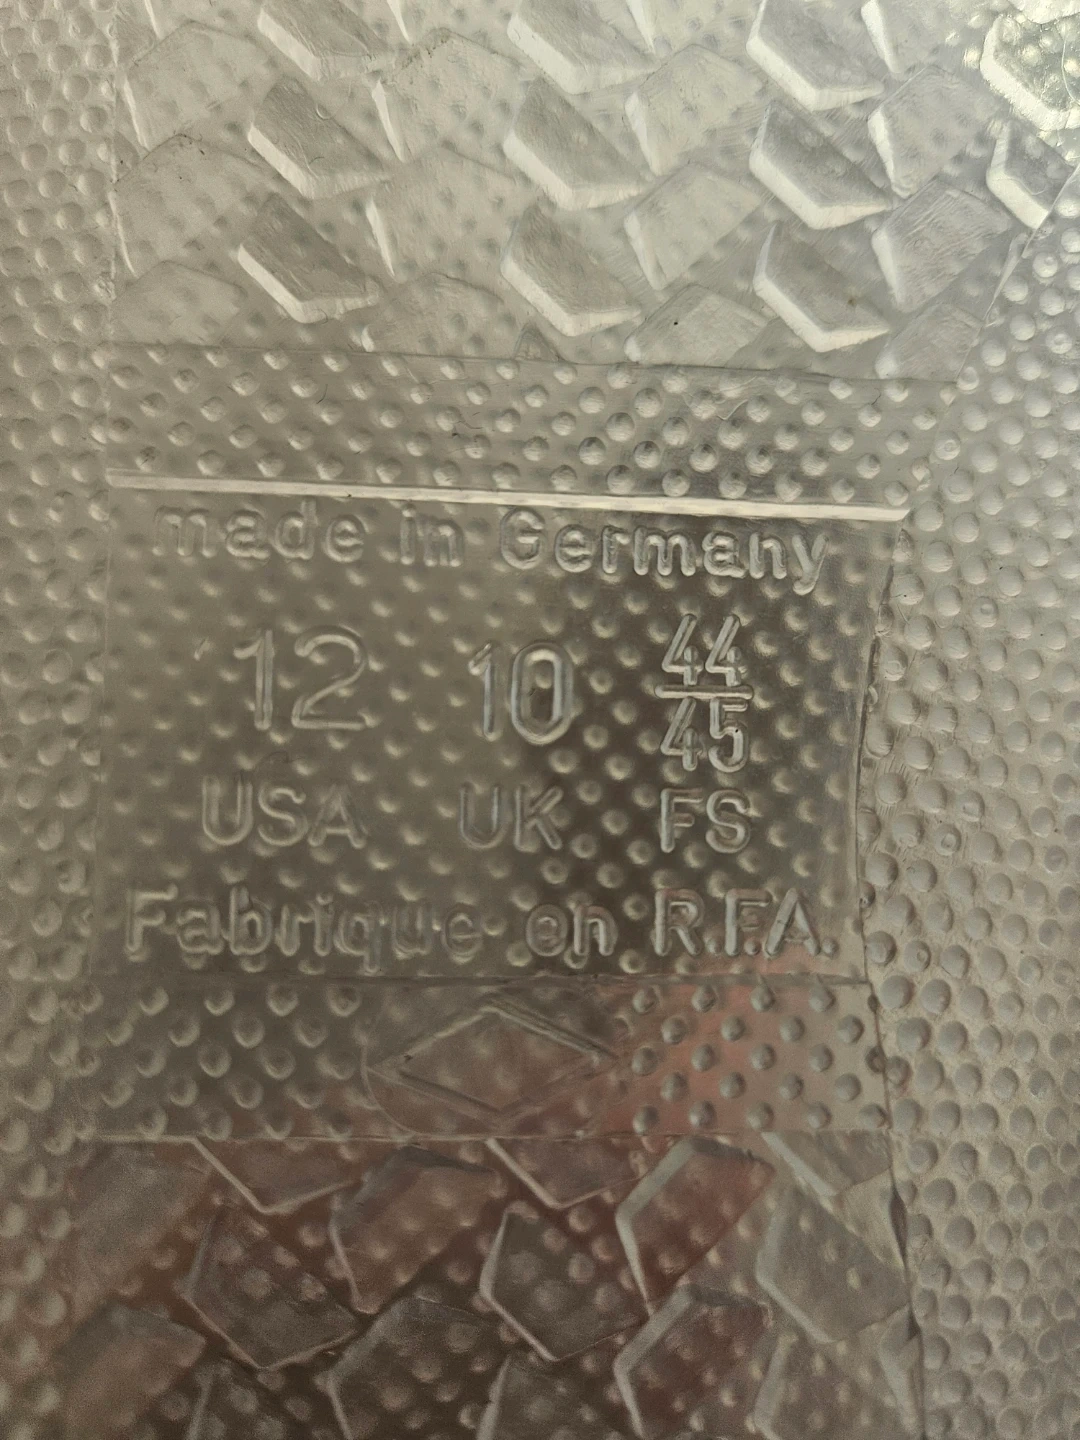 made in Germany
12 10 44/45
USA UK FS
Fabrique en R.F.A.